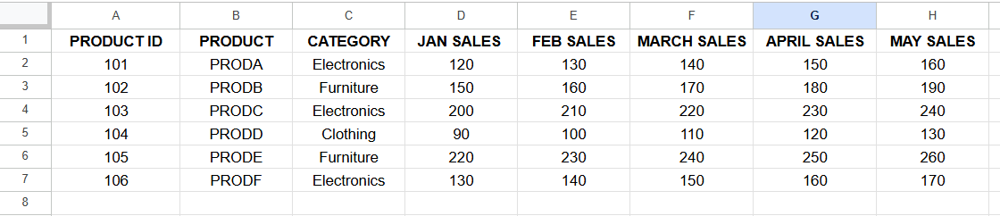 A B C D E F G H
1 PRODUCT ID PRODUCT CATEGORY JAN SALES FEB SALES MARCH SALES APRIL SALES MAY SALES
2 101 PRODA Electronics 120 130 140 150 160
3 102 PRODB Furniture 150 160 170 180 190
4 103 PRODC Electronics 200 210 220 230 240
5 104 PRODD Clothing 90 100 110 120 130
6 105 PRODE Furniture 220 230 240 250 260
7 106 PRODF Electronics 130 140 150 160 170
8